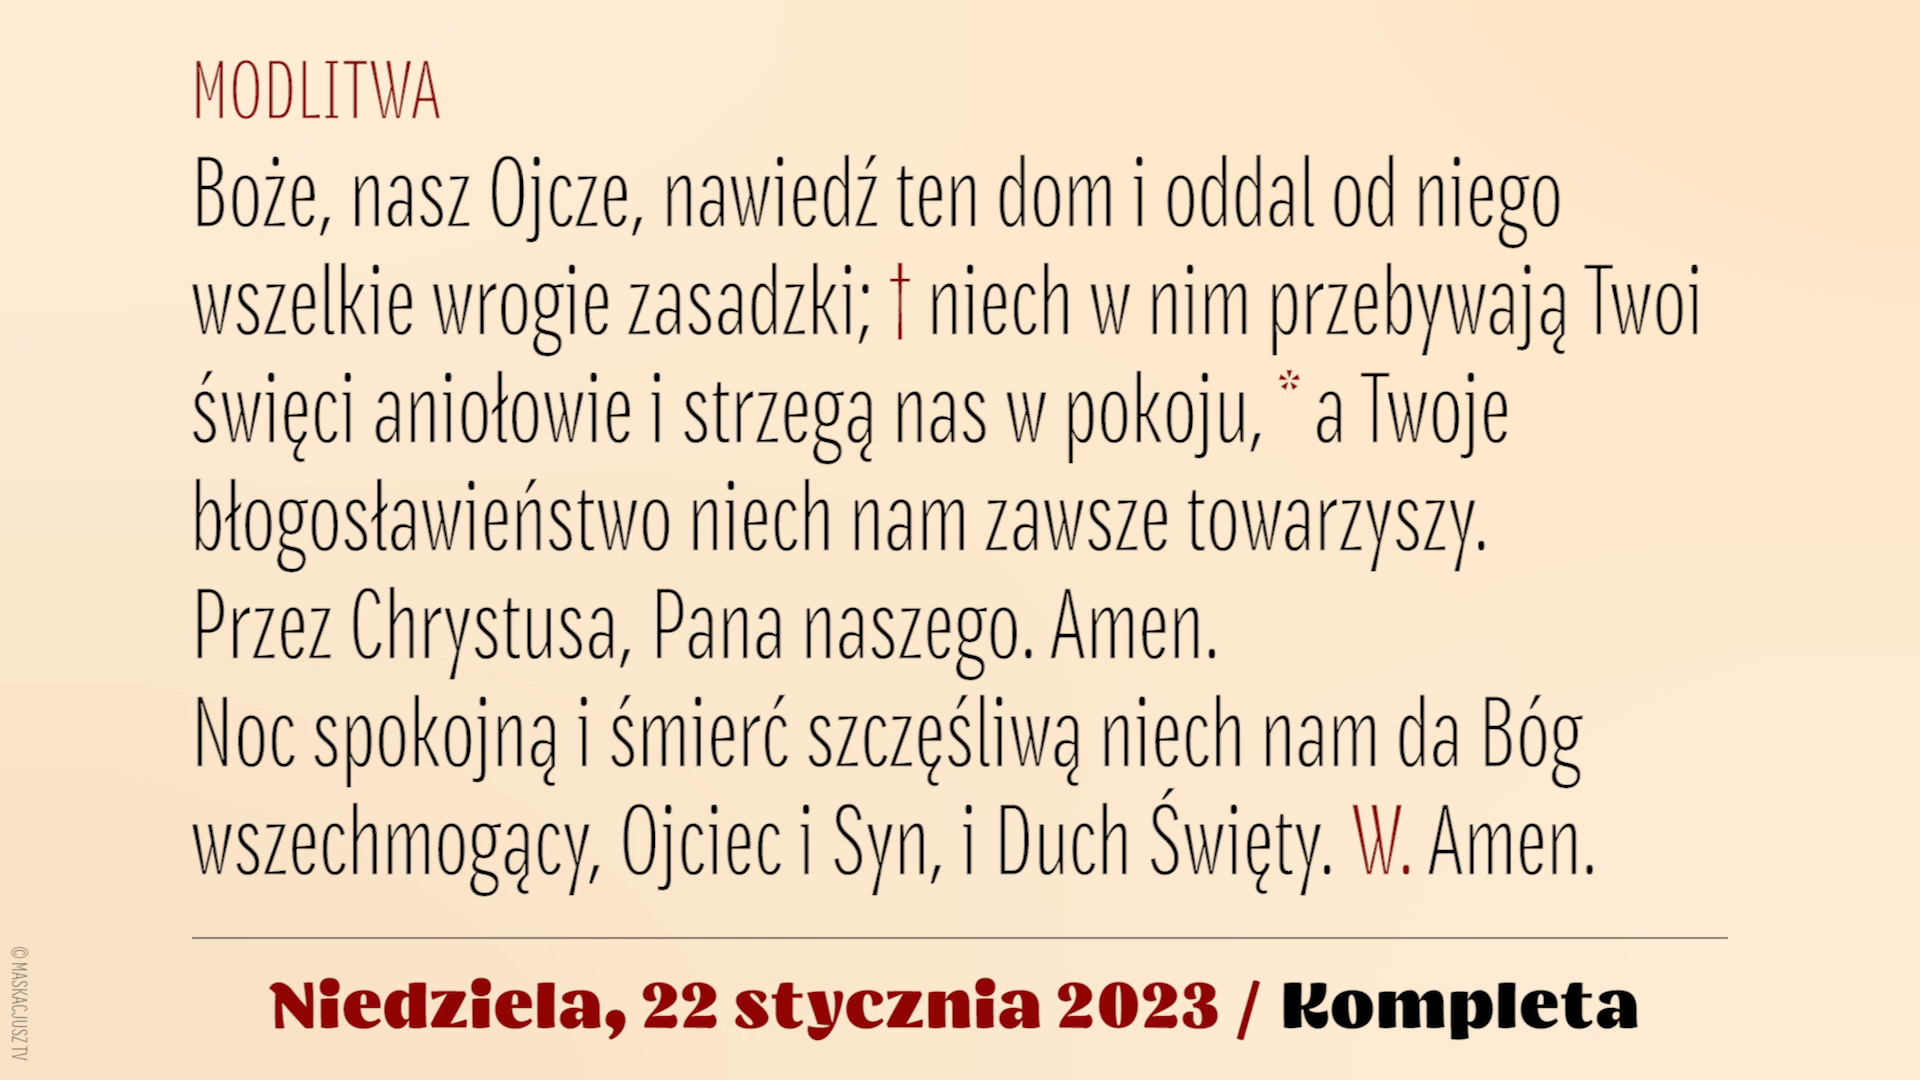 MODLITWA
Boże, nasz Ojcze, nawiedź ten dom i oddal od niego
wszelkie wrogie zasadzki; † niech w nim przebywają Twoi
święci aniołowie i strzegą nas w pokoju, * a Twoje
błogosławieństwo niech nam zawsze towarzyszy.
Przez Chrystusa, Pana naszego. Amen.
Noc spokojną i śmierć szczęśliwą niech nam da Bóg
wszechmogący, Ojciec i Syn, i Duch Święty. W. Amen.
Niedziela, 22 stycznia 2023 / Kompleta
© MASKACJUSZ TV